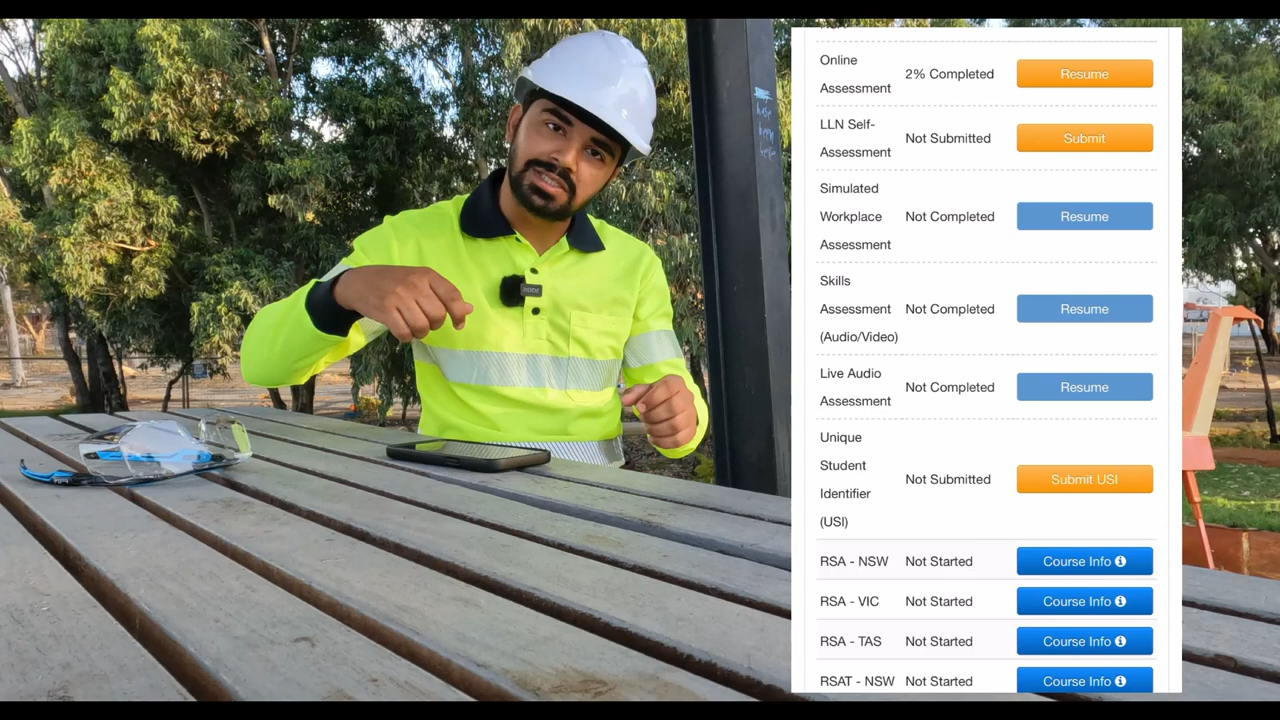 Online
Assessment
2% Completed
Resume
LLN Self-
Assessment
Not Submitted
Submit
Simulated
Workplace
Assessment
Not Completed
Resume
Skills
Assessment
(Audio/Video)
Not Completed
Resume
Live Audio
Assessment
Not Completed
Resume
Unique
Student
Identifier
(USI)
Not Submitted
Submit USI
RSA - NSW Not Started Course Info
RSA - VIC Not Started Course Info
RSA - TAS Not Started Course Info
RSAT - NSW Not Started Course Info
RODE
been